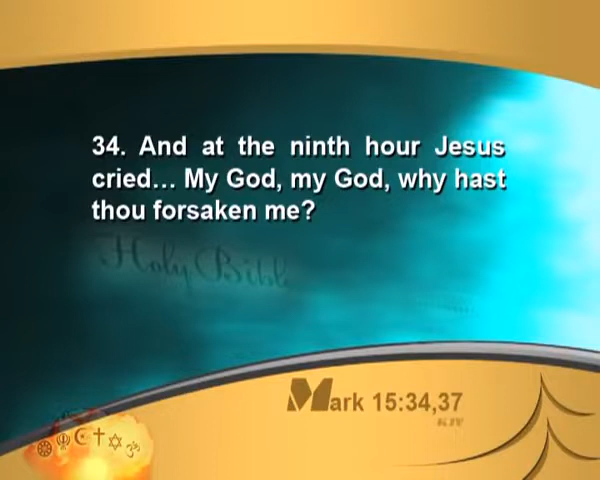 34. And at the ninth hour Jesus
cried... My God, my God, why hast
thou forsaken me?
Holy Bible
Mark 15:34,37
KJV